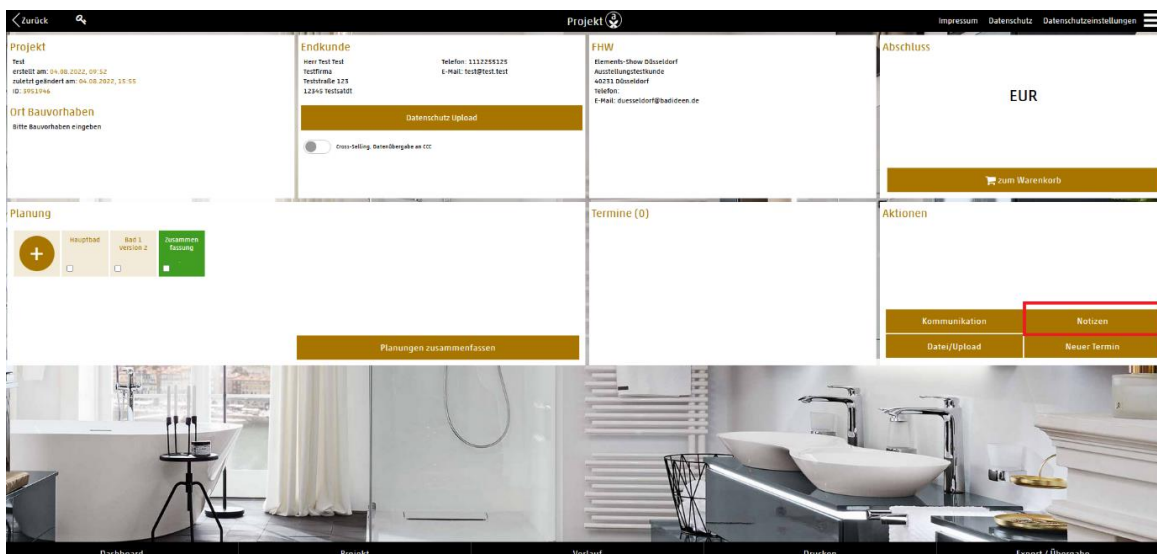 Zurück
Projekt
Impressum Datenschutz Datenschutzeinstellungen
Projekt
Test
erstellt am: 04.08.2022, 09:52
zuletzt geändert am: 04.08.2022, 15:55
ID: 5951946
Ort Bauvorhaben
Bitte Bauvorhaben eingeben
Endkunde
Herr Test Test
Testfirma
Teststraße 123
12345 Testsatdt
Telefon: 1112233123
E-Mail: test@test.test
Datenschutz Upload
Cross-Selling, Datenübergabe an CCC
FHW
Elements-Show Düsseldorf
Ausstellungstestkunde
40231 Düsseldorf
Telefon:
E-Mail: duesseldorf@badideen.de
Abschluss
EUR
zum Warenkorb
Planung
+
Hauptbad
Bad 1
version 2
Zusammen
fassung
Planungen zusammenfassen
Termine (0)
Aktionen
Kommunikation
Notizen
Datei/Upload
Neuer Termin
Dashboard
Projekt
Verlauf
Drucken
Export / Übergabe